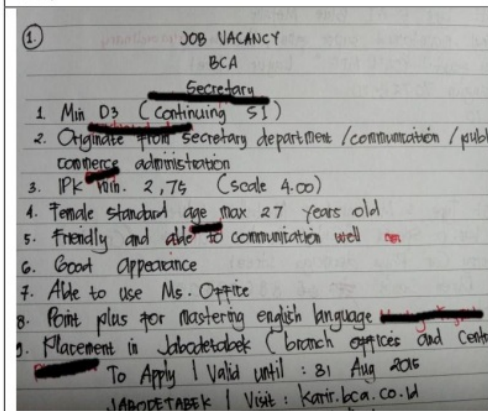 1.
JOB VACANCY
BCA
Secretary
1. Min D3 (Continuing S1)
2. Originate from secretary department / communication / publ
commerce administration
3. IPK Min. 2,75 (scale 4.00)
4. Female standard age max 27 years old
5. Friendly and able to communication well
6. Good appearance
7. Able to use Ms. Office
8. Point plus for mastering english language
9. Placement in Jabodetabek (branch offices and centr
To Apply | Valid until : 31 Aug 2015
JABODETABEK | Visit : karir.bca.co.id